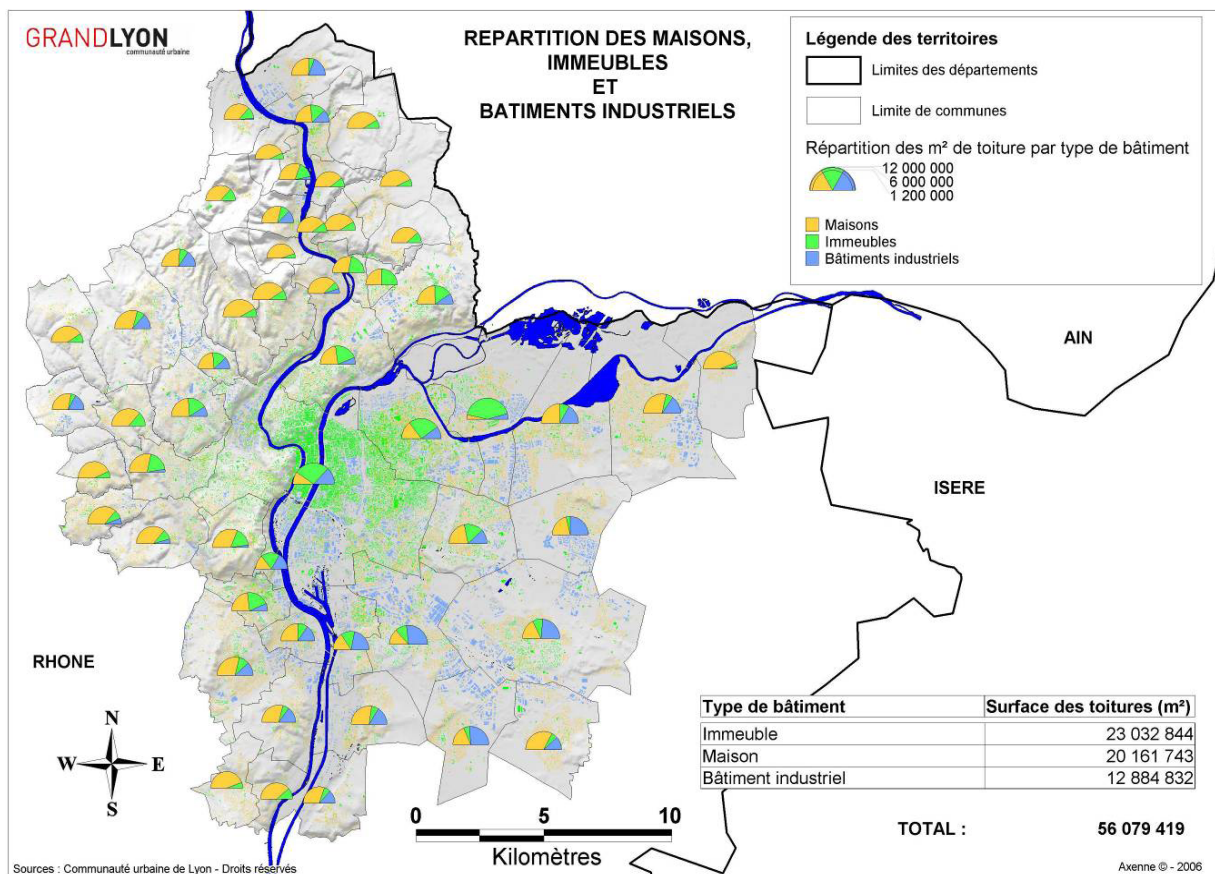 GRANDLYON
communauté urbaine
REPARTITION DES MAISONS,
IMMEUBLES
ET
BATIMENTS INDUSTRIELS
Légende des territoires
Limites des départements
Limite de communes
Répartition des m² de toiture par type de bâtiment
12 000 000
6 000 000
1 200 000
Maisons
Immeubles
Bâtiments industriels
AIN
ISERE
RHONE
N
W E
S
Type de bâtiment Surface des toitures (m²)
Immeuble 23 032 844
Maison 20 161 743
Bâtiment industriel 12 884 832
TOTAL : 56 079 419
0 5 10
Kilomètres
Sources : Communauté urbaine de Lyon - Droits réservés
Axenne © - 2006